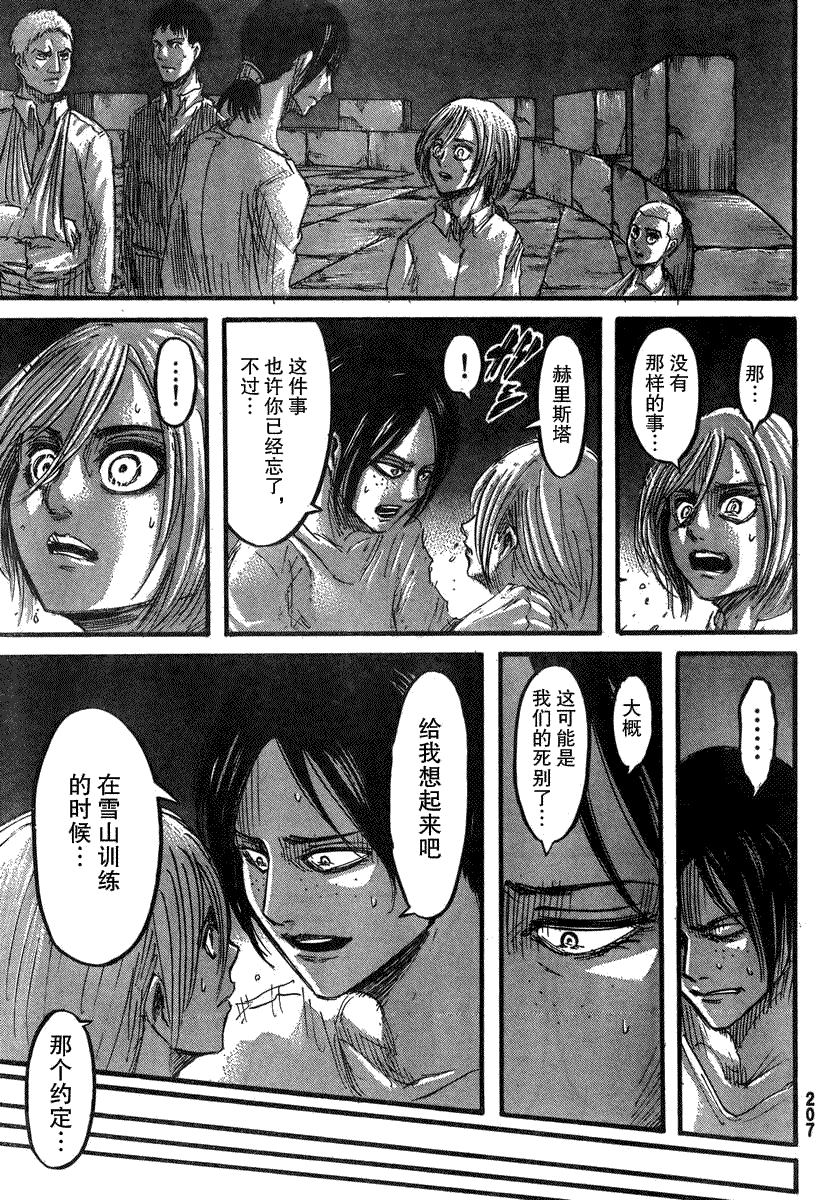 那…
没有
那样的事…
赫里斯塔
！
这件事
也许你已经忘了，
不过…
…！
……
大概
这可能是
我们的死别了…
给我想起来吧
在雪山训练
的时候…
那个约定…
207